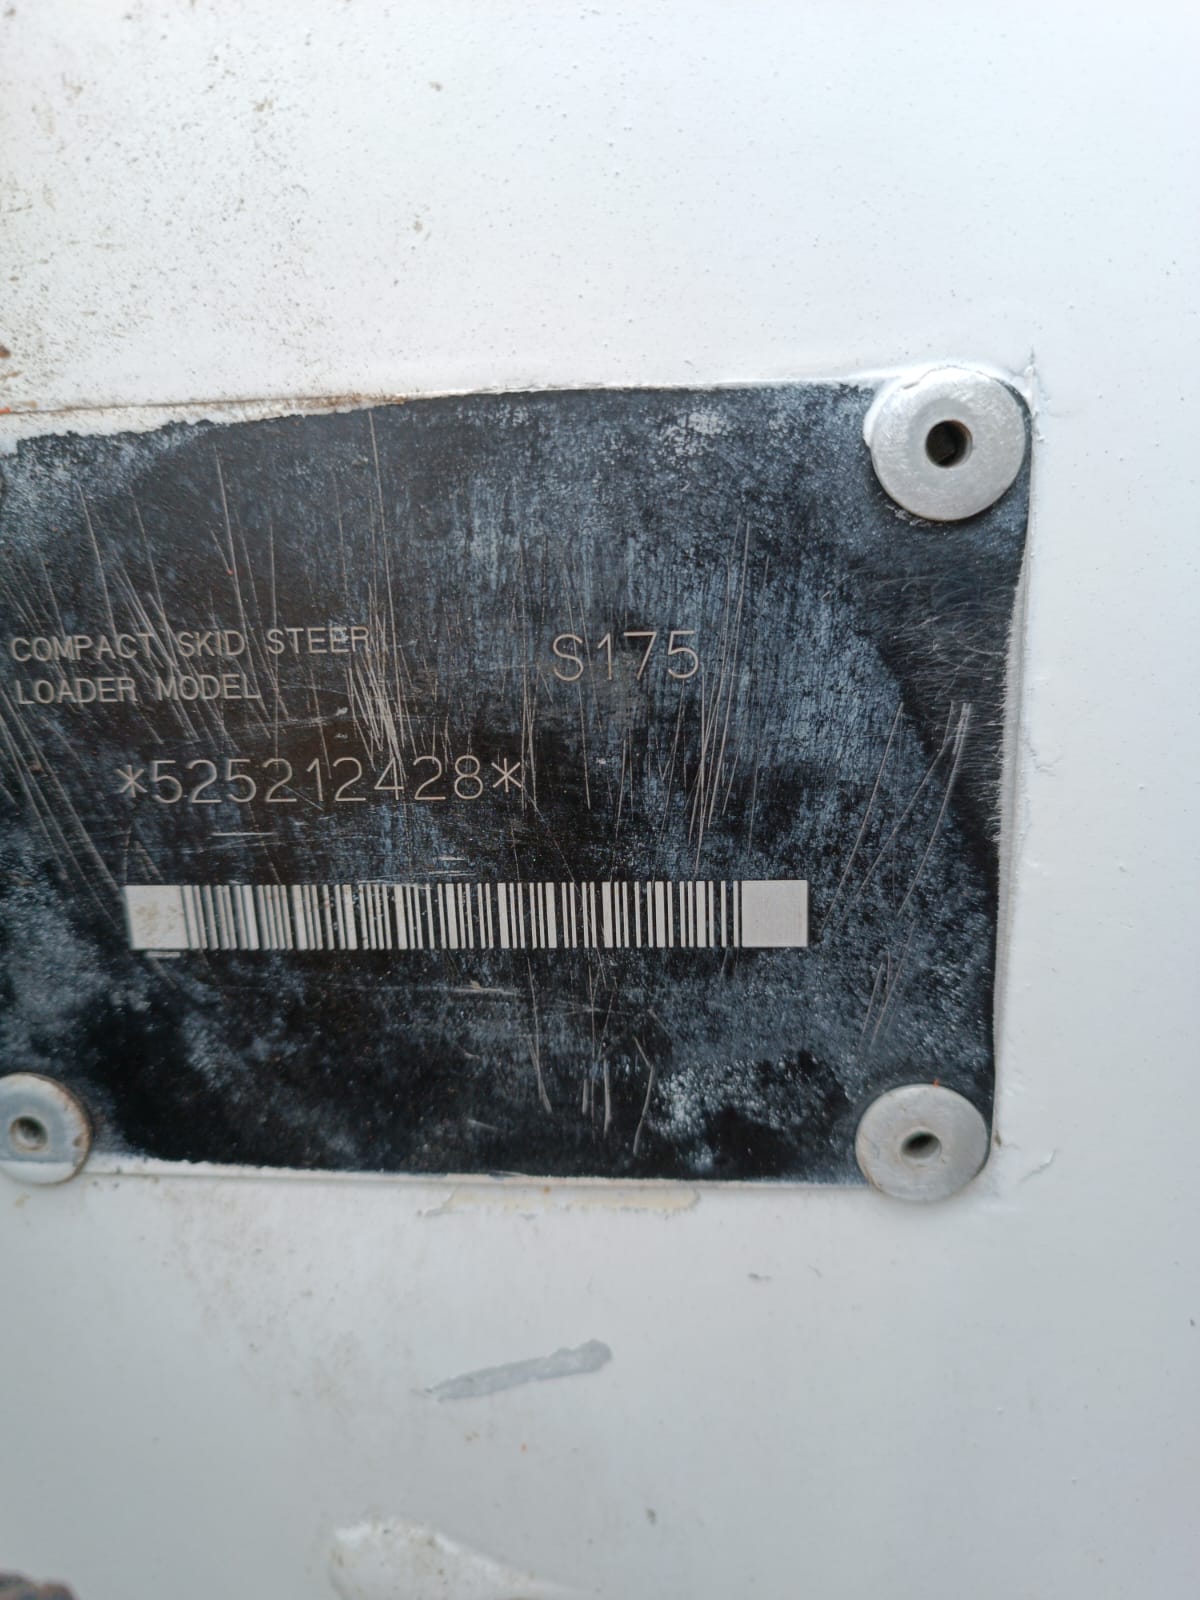 COMPACT SKID STEER S175
LOADER MODEL
*525212428*